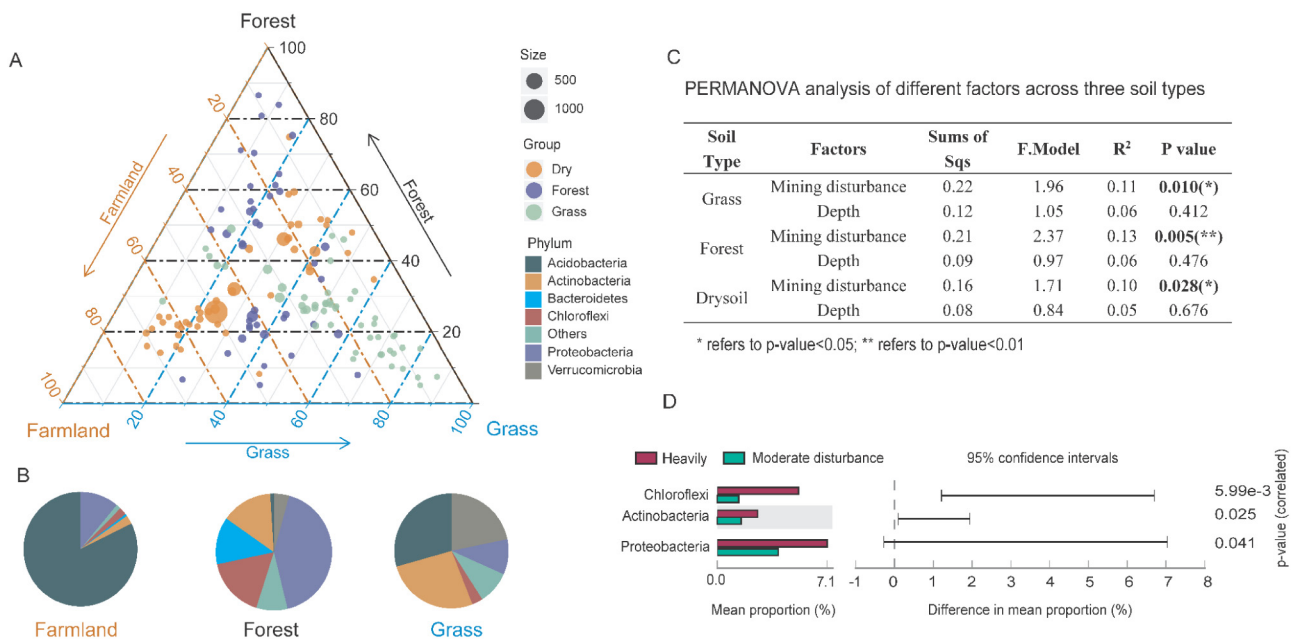 A
Forest
100
80
60
40
20
20
40
60
80
100
Farmland
Forest
Farmland
20
40
60
80
100
Grass
Grass
Size
500
1000
Group
Dry
Forest
Grass
Phylum
Acidobacteria
Actinobacteria
Bacteroidetes
Chloroflexi
Others
Proteobacteria
Verrucomicrobia
B
Farmland
Forest
Grass
C
PERMANOVA analysis of different factors across three soil types
Soil Type Factors Sums of Sqs F.Model R² P value
Grass Mining disturbance 0.22 1.96 0.11 0.010(*)
Depth 0.12 1.05 0.06 0.412
Forest Mining disturbance 0.21 2.37 0.13 0.005(**)
Depth 0.09 0.97 0.06 0.476
Drysoil Mining disturbance 0.16 1.71 0.10 0.028(*)
Depth 0.08 0.84 0.05 0.676
* refers to p-value<0.05; ** refers to p-value<0.01
D
Heavily Moderate disturbance 95% confidence intervals
Chloroflexi 5.99e-3
Actinobacteria 0.025
Proteobacteria 0.041
p-value (correlated)
0.0 7.1 -1 0 1 2 3 4 5 6 7 8
Mean proportion (%) Difference in mean proportion (%)